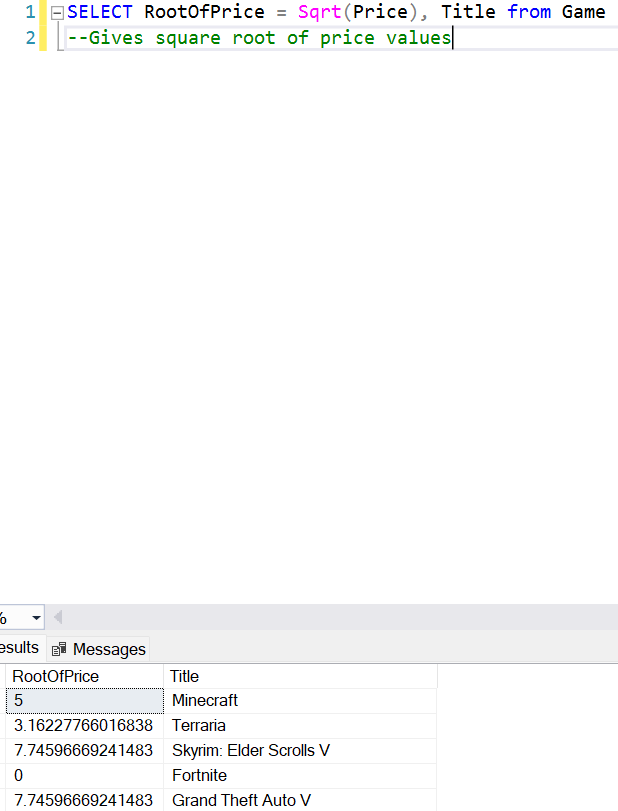 1 SELECT RootOfPrice = Sqrt(Price), Title from Game
2 --Gives square root of price values
%
esults Messages
RootOfPrice Title
5 Minecraft
3.16227766016838 Terraria
7.74596669241483 Skyrim: Elder Scrolls V
0 Fortnite
7.74596669241483 Grand Theft Auto V